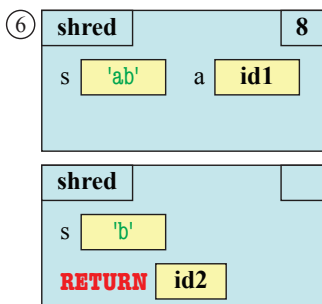 ⑥ shred 8
s 'ab' a id1
shred
s 'b'
RETURN id2